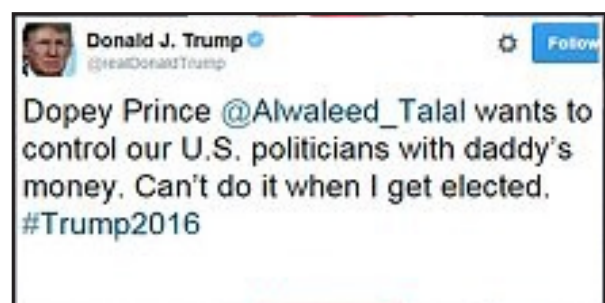 Donald J. Trump
@realDonaldTrump
Follow
Dopey Prince @Alwaleed_Talal wants to
control our U.S. politicians with daddy's
money. Can't do it when I get elected.
#Trump2016